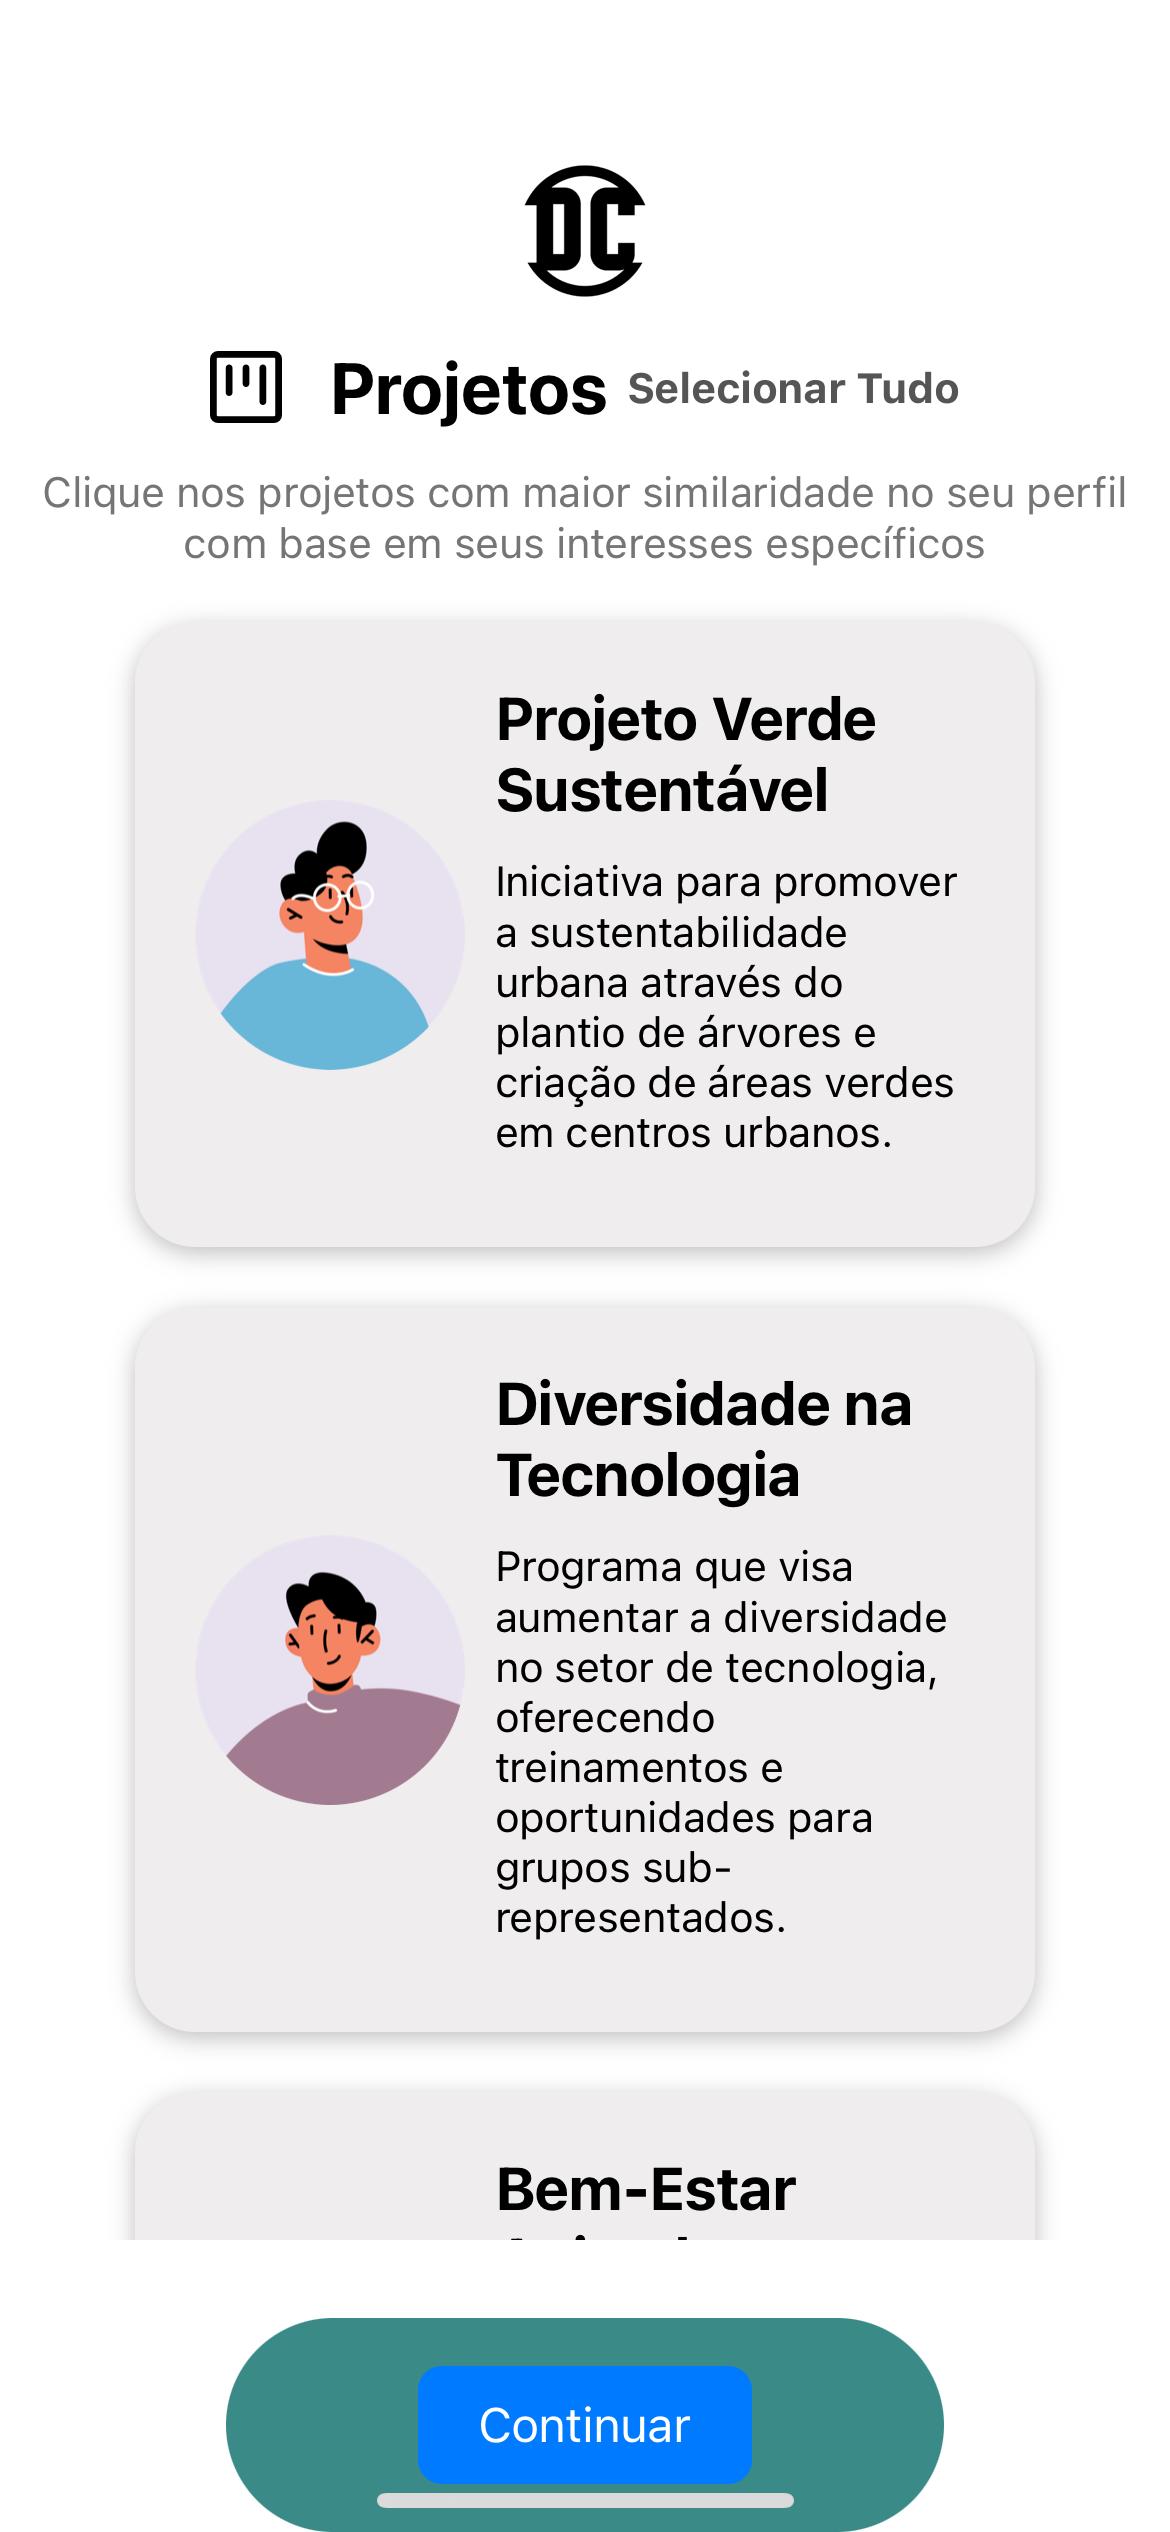 DC
Projetos Selecionar Tudo
Clique nos projetos com maior similaridade no seu perfil
com base em seus interesses específicos
Projeto Verde
Sustentável
Iniciativa para promover
a sustentabilidade
urbana através do
plantio de árvores e
criação de áreas verdes
em centros urbanos.
Diversidade na
Tecnologia
Programa que visa
aumentar a diversidade
no setor de tecnologia,
oferecendo
treinamentos e
oportunidades para
grupos sub-
representados.
Bem-Estar
Continuar